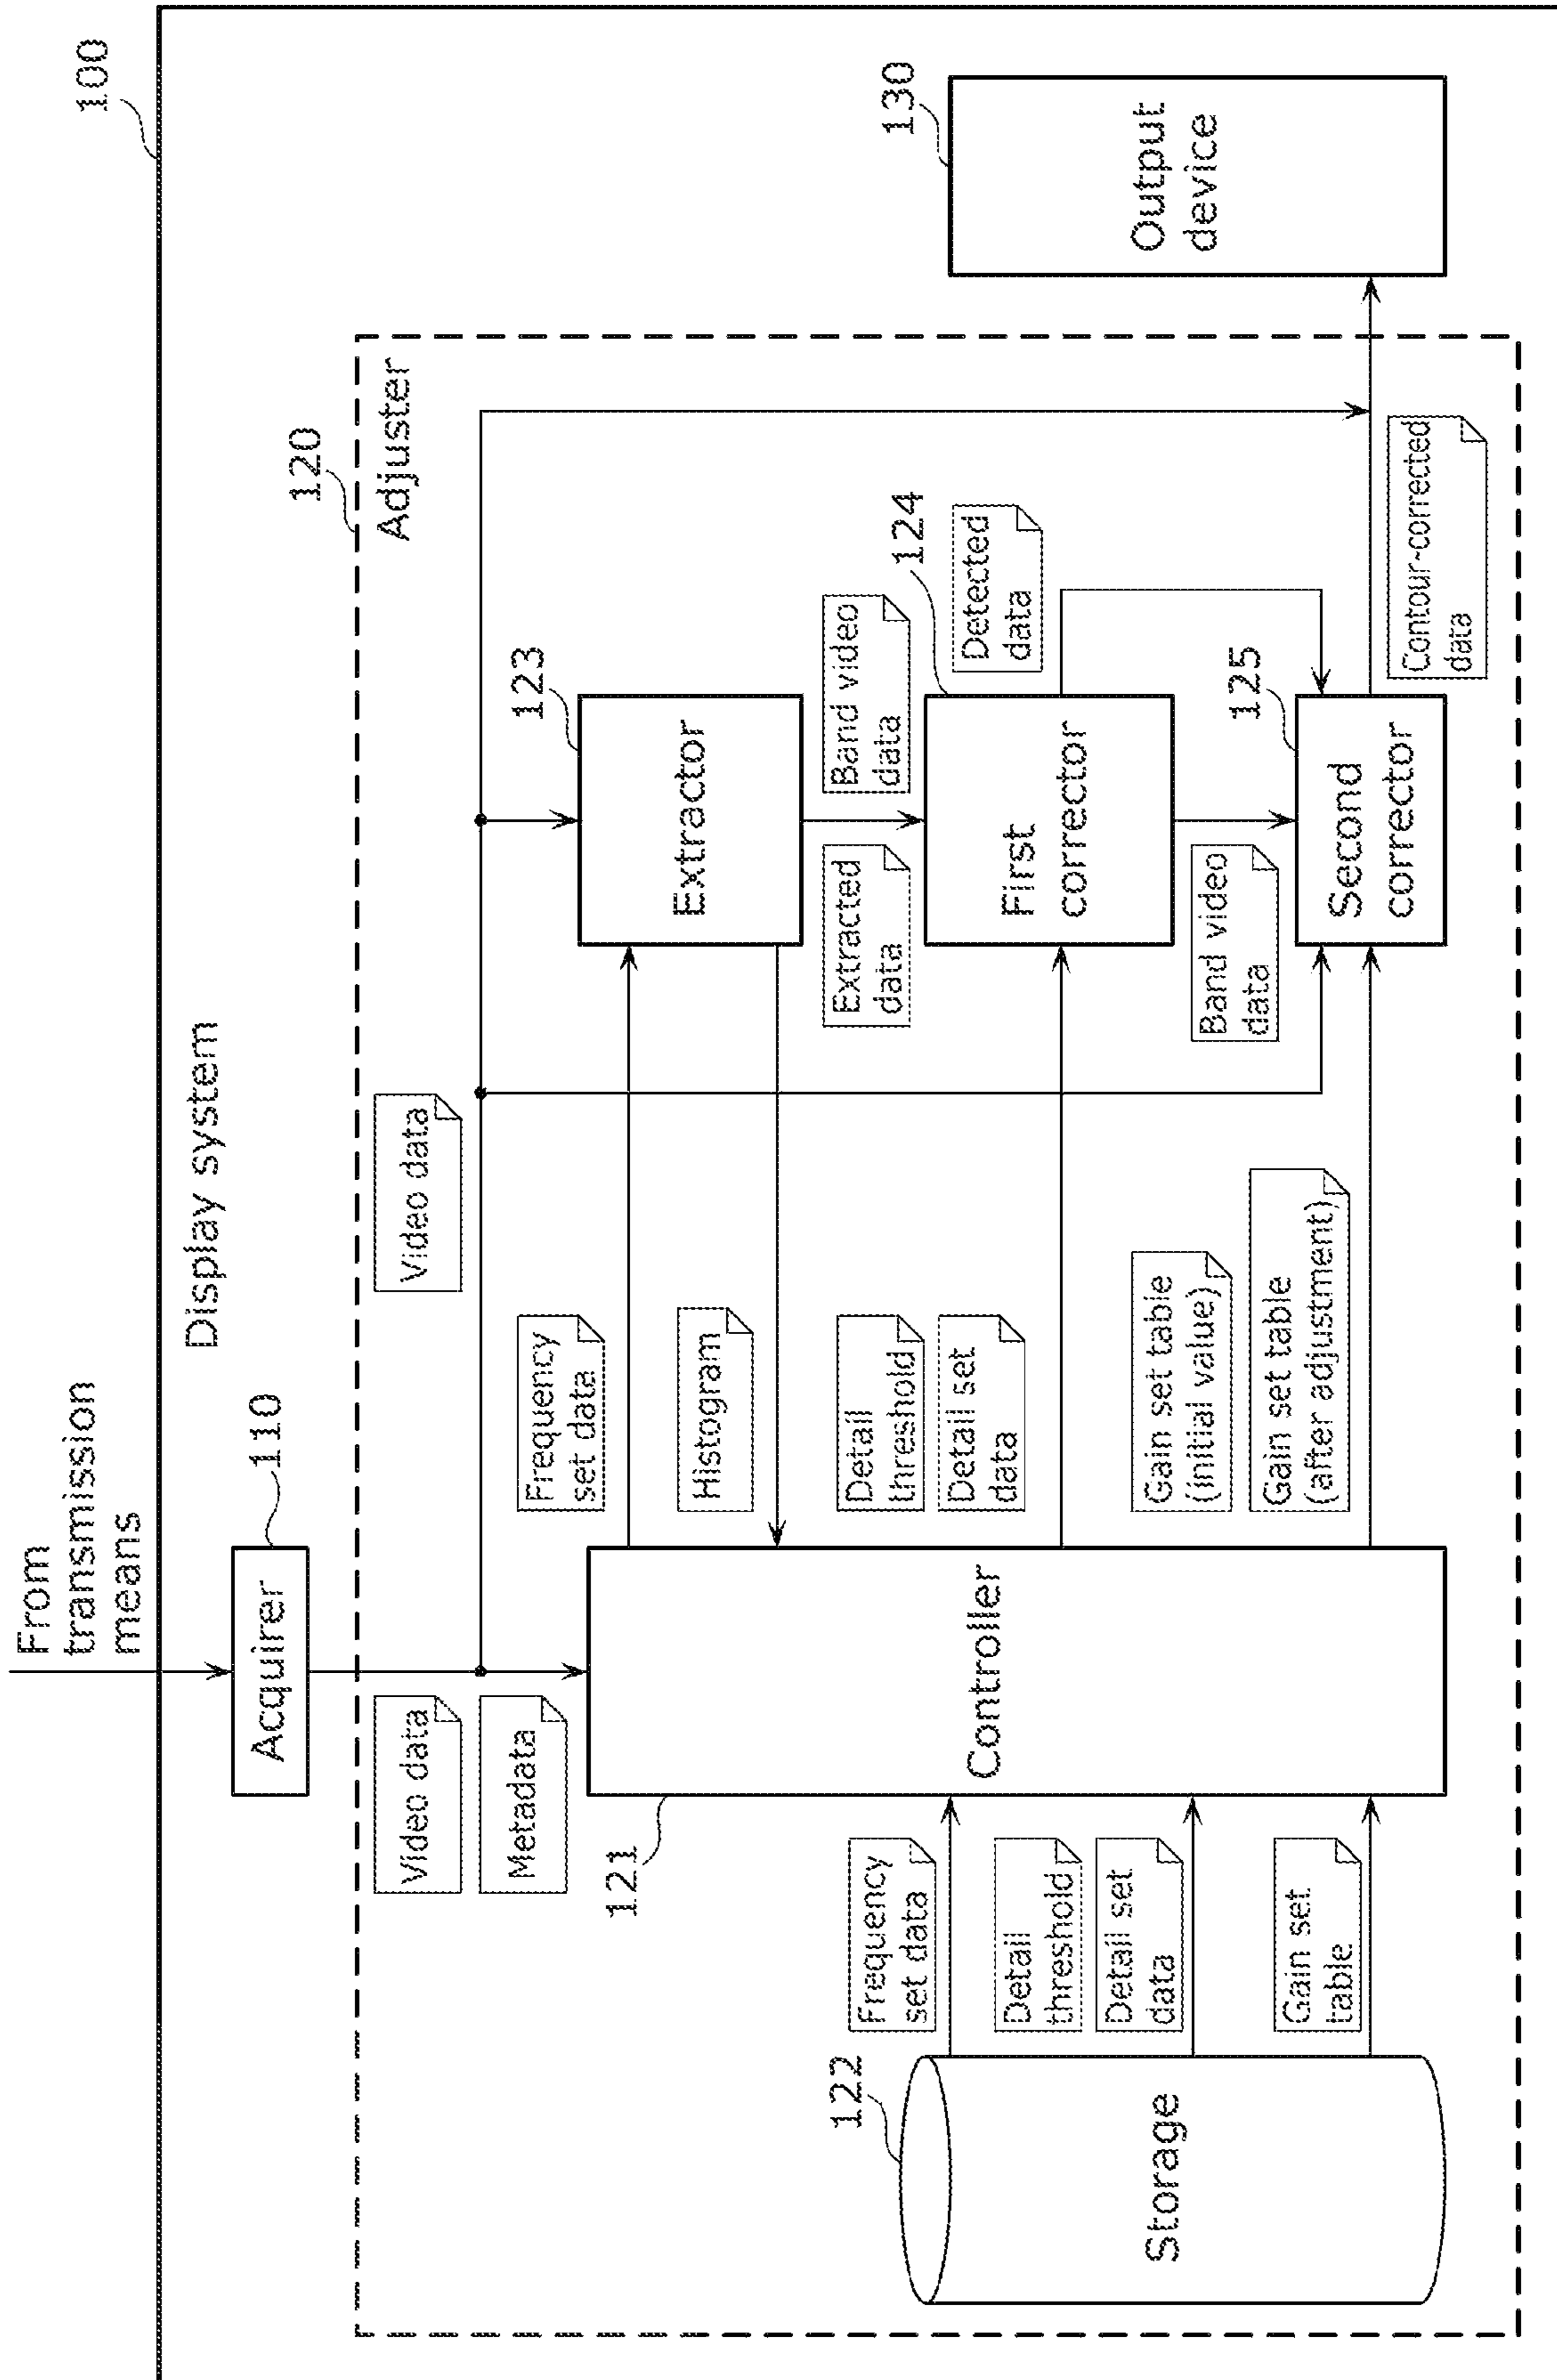 From
transmission
means
100
Display system
110
Acquirer
120
Adjuster
Video data
Metadata
Video data
121
Controller
122
Storage
Frequency
set data
Detail
threshold
Detail set
data
Gain set
table
Frequency
set data
Histogram
Detail
threshold
Detail set
data
Gain set table
(initial value)
Gain set table
(after adjustment)
123
Extractor
Extracted
data
Band video
data
124
First
corrector
Detected
data
Band video
data
125
Second
corrector
Contour-corrected
data
130
Output
device